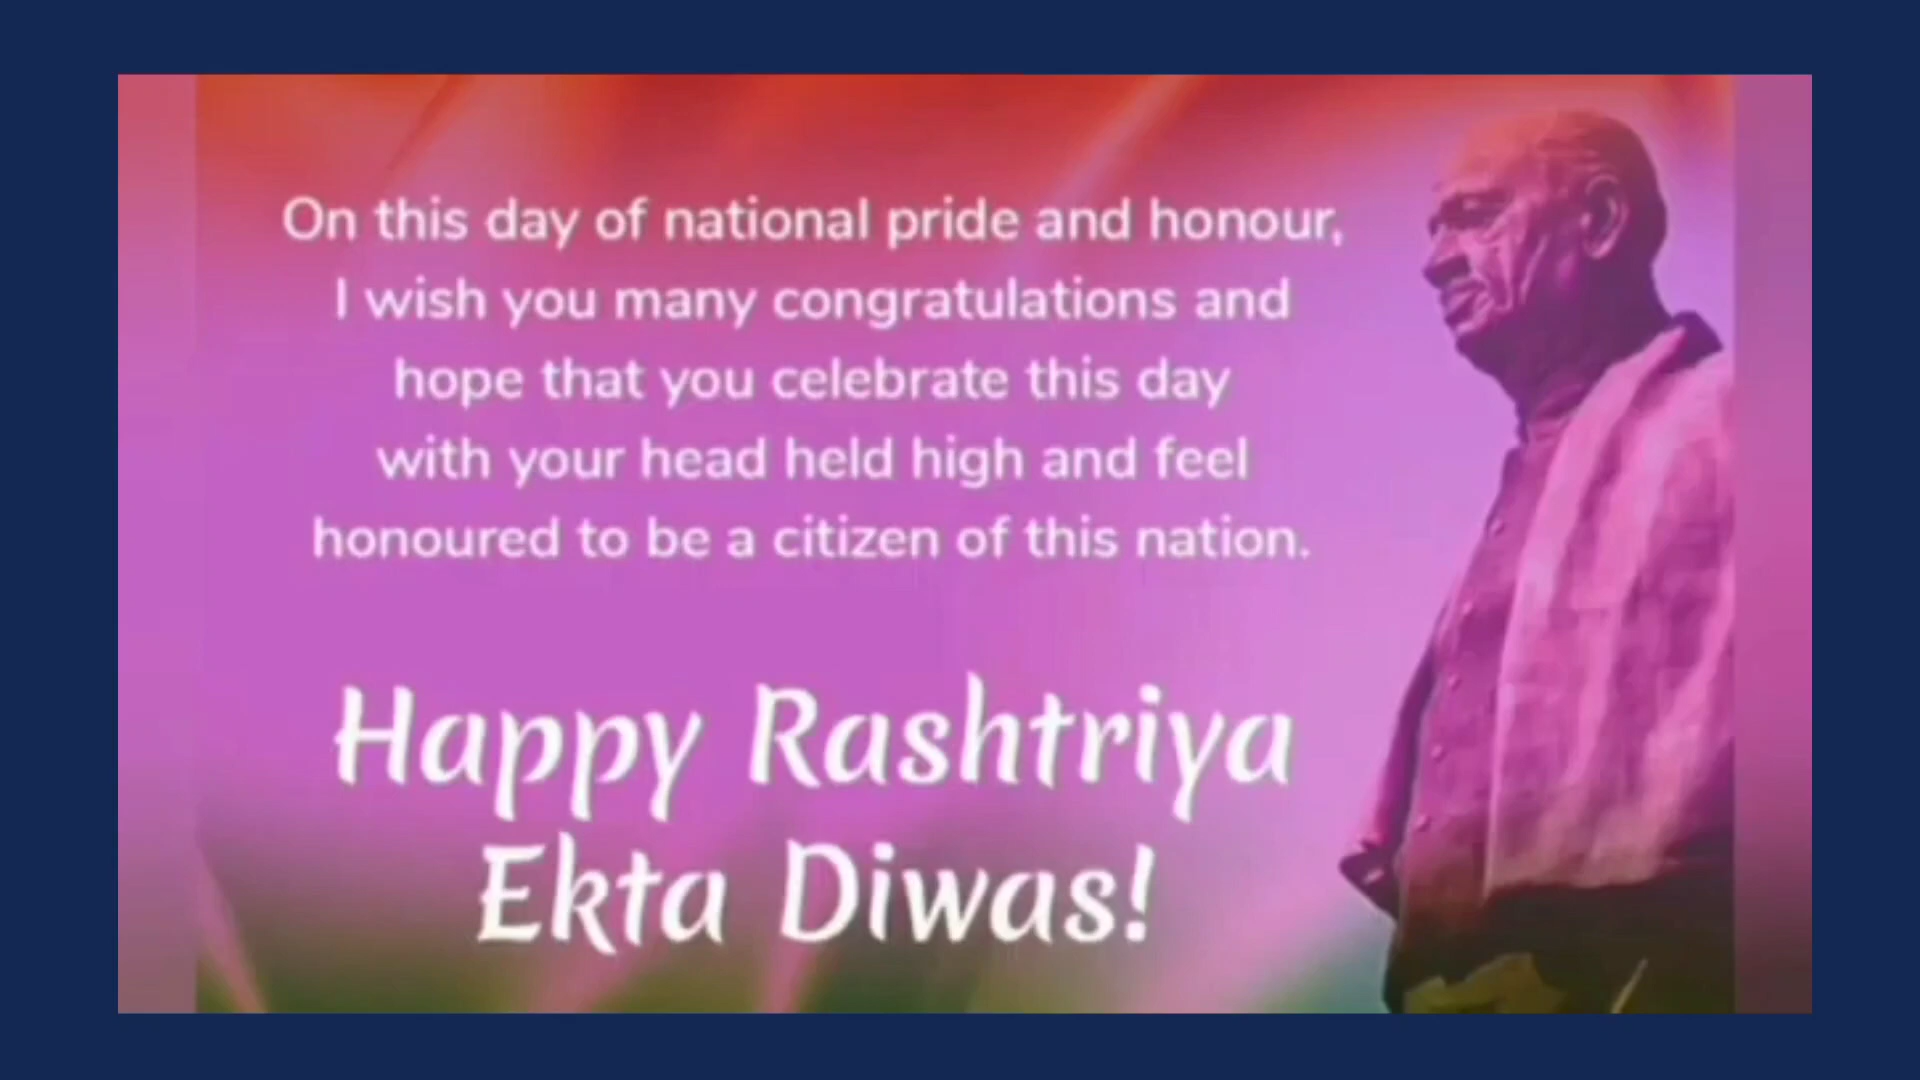 On this day of national pride and honour,
I wish you many congratulations and
hope that you celebrate this day
with your head held high and feel
honoured to be a citizen of this nation.
Happy Rashtriya
Ekta Diwas!